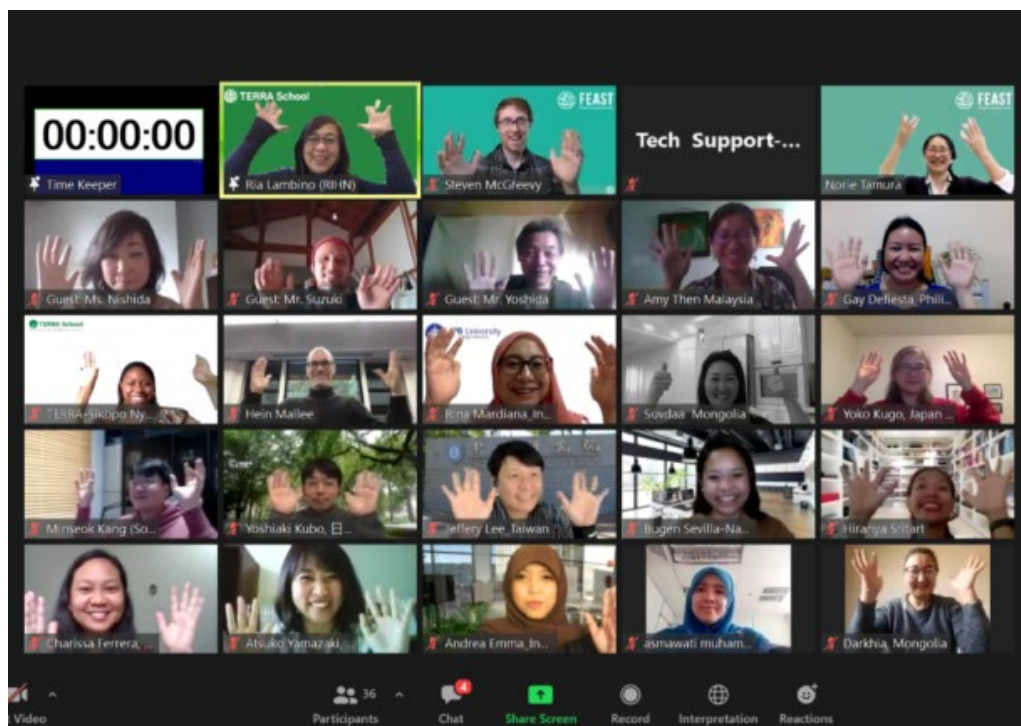 00:00:00
Time Keeper
TERRA School
Ria Lambino (RIHN)
FEAST
Steven McGreevy
Tech Support-...
FEAST
Norie Tamura
Guest: Ms. Nishida
Guest: Mr. Suzuki
Guest: Mr. Yoshida
Amy Then Malaysia
Gay Defiesta_Phili...
TERRA School
TERRA-Sikopo Ny...
Hein Mallee
University
Rina Mardiana_In...
Suvdaa_Mongolia
Yoko Kugo, Japan
Minseok Kang (So...
Yoshiaki Kubo, 日...
Jeffery Lee_Taiwan
Bugen Sevilla-Na...
Hiranya Sritart
Charissa Ferrera, ...
Atsuko Yamazaki, ...
Andrea Emma_In...
asmawati muham...
Darkhia, Mongolia
Video
36
Participants
4
Chat
Share Screen
Record
Interpretation
Reactions